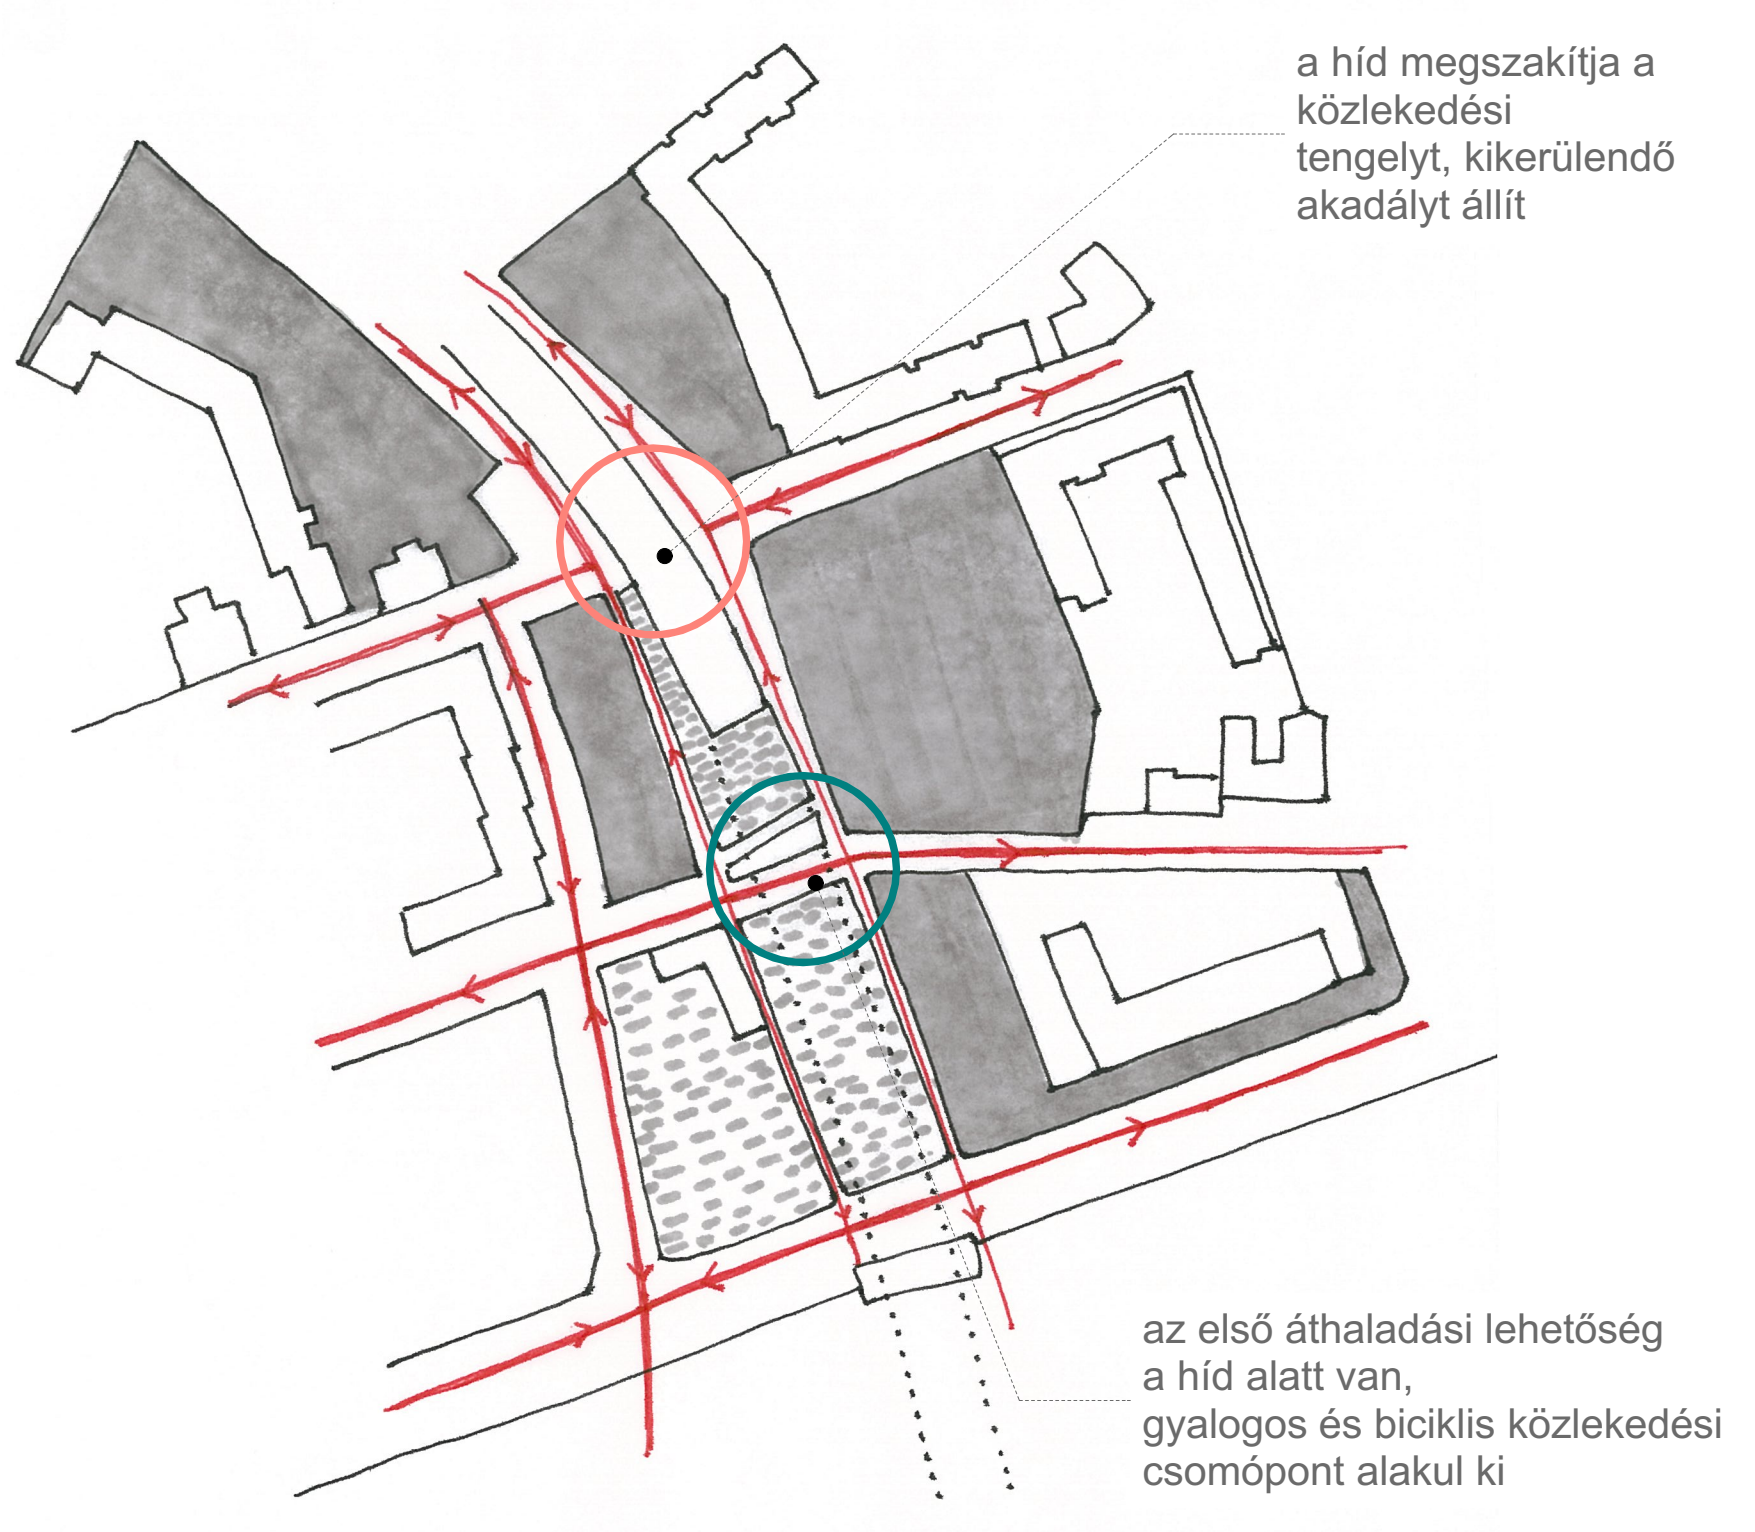 a híd megszakítja a
közlekedési
tengelyt, kikerülendő
akadályt állít
az első áthaladási lehetőség
a híd alatt van,
gyalogos és biciklis közlekedési
csomópont alakul ki